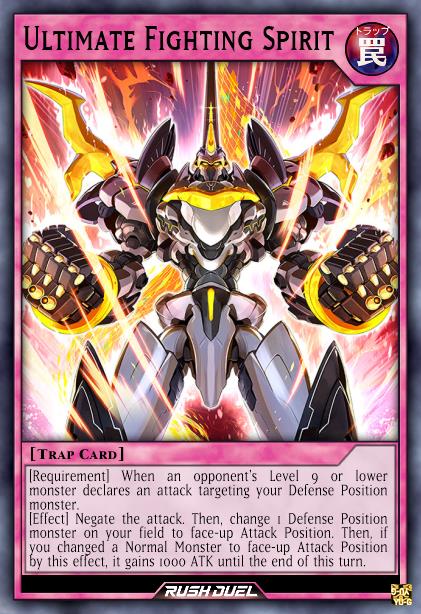 ULTIMATE FIGHTING SPIRIT
トラップ
罠
[TRAP CARD]
[Requirement] When an opponent's Level 9 or lower
monster declares an attack targeting your Defense Position
monster.
[Effect] Negate the attack. Then, change 1 Defense Position
monster on your field to face-up Attack Position. Then, if
you changed a Normal Monster to face-up Attack Position
by this effect, it gains 1000 ATK until the end of this turn.
RUSH DUEL